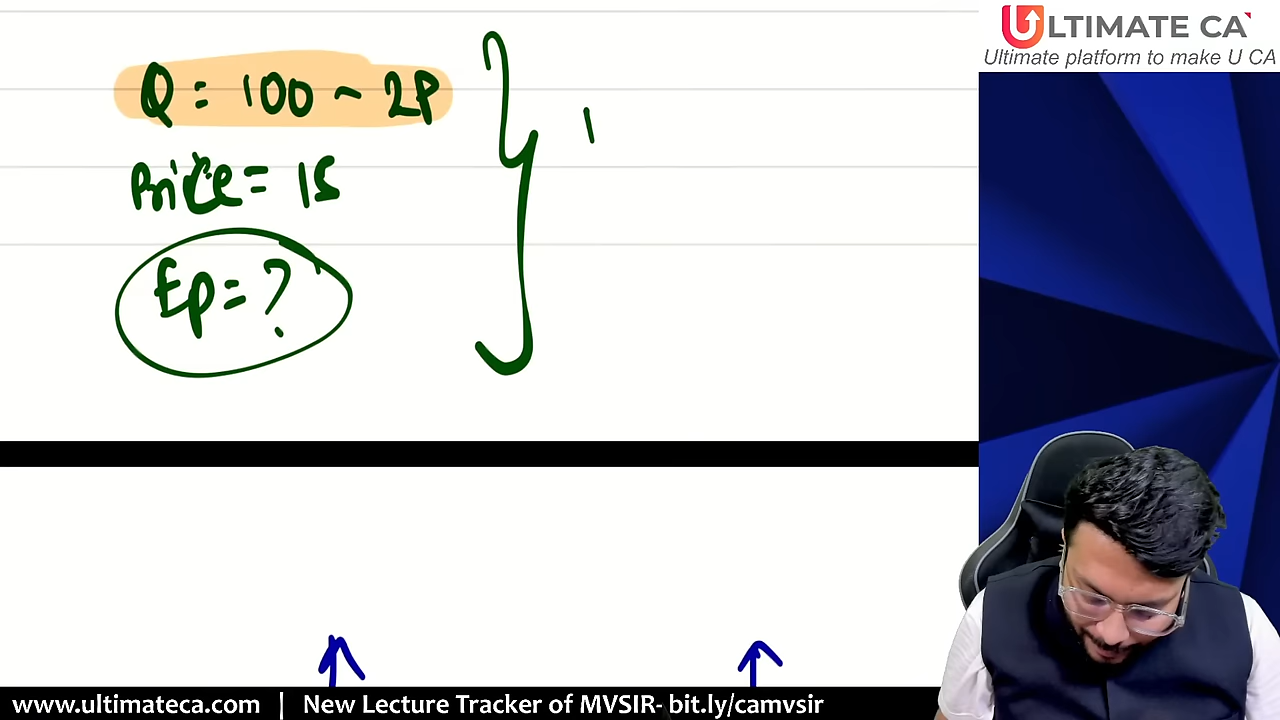 Q = 100 - 2P
Price = 15
Ep = ?
1
ULTIMATE CA
Ultimate platform to make U CA
www.ultimateca.com | New Lecture Tracker of MVSIR- bit.ly/camvsir